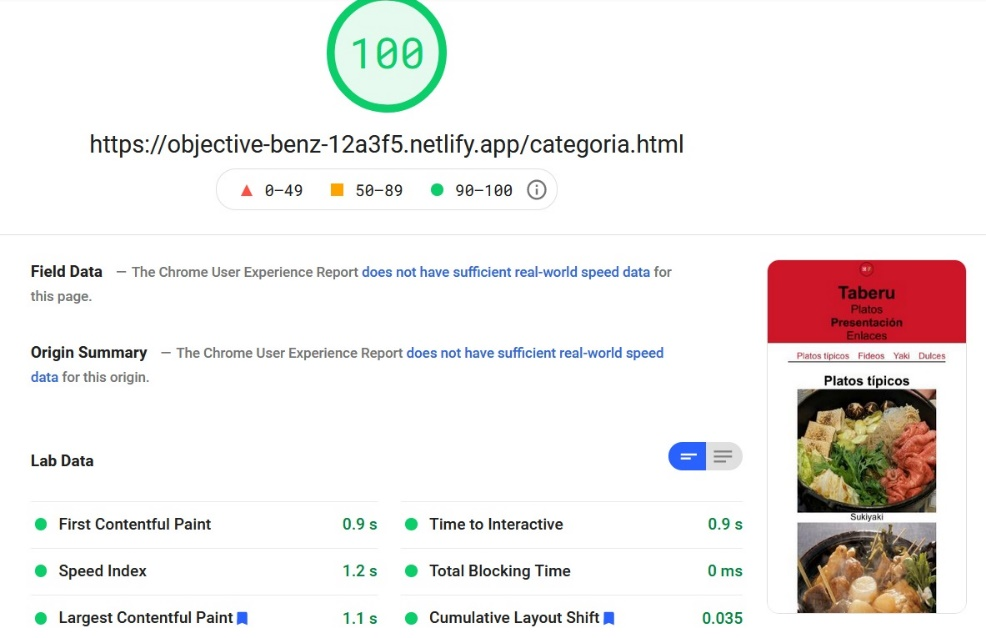 100
https://objective-benz-12a3f5.netlify.app/categoria.html
0–49 50–89 90–100
Field Data — The Chrome User Experience Report does not have sufficient real-world speed data for
this page.
Origin Summary — The Chrome User Experience Report does not have sufficient real-world speed
data for this origin.
Lab Data
First Contentful Paint 0.9 s
Time to Interactive 0.9 s
Speed Index 1.2 s
Total Blocking Time 0 ms
Largest Contentful Paint 1.1 s
Cumulative Layout Shift 0.035
Taberu
Platos
Presentación
Enlaces
Platos típicos Fideos Yaki Dulces
Platos típicos
Sukiyaki